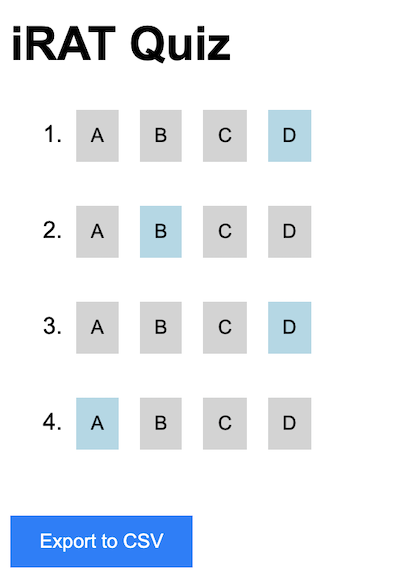 iRAT Quiz
1. A B C D
2. A B C D
3. A B C D
4. A B C D
Export to CSV